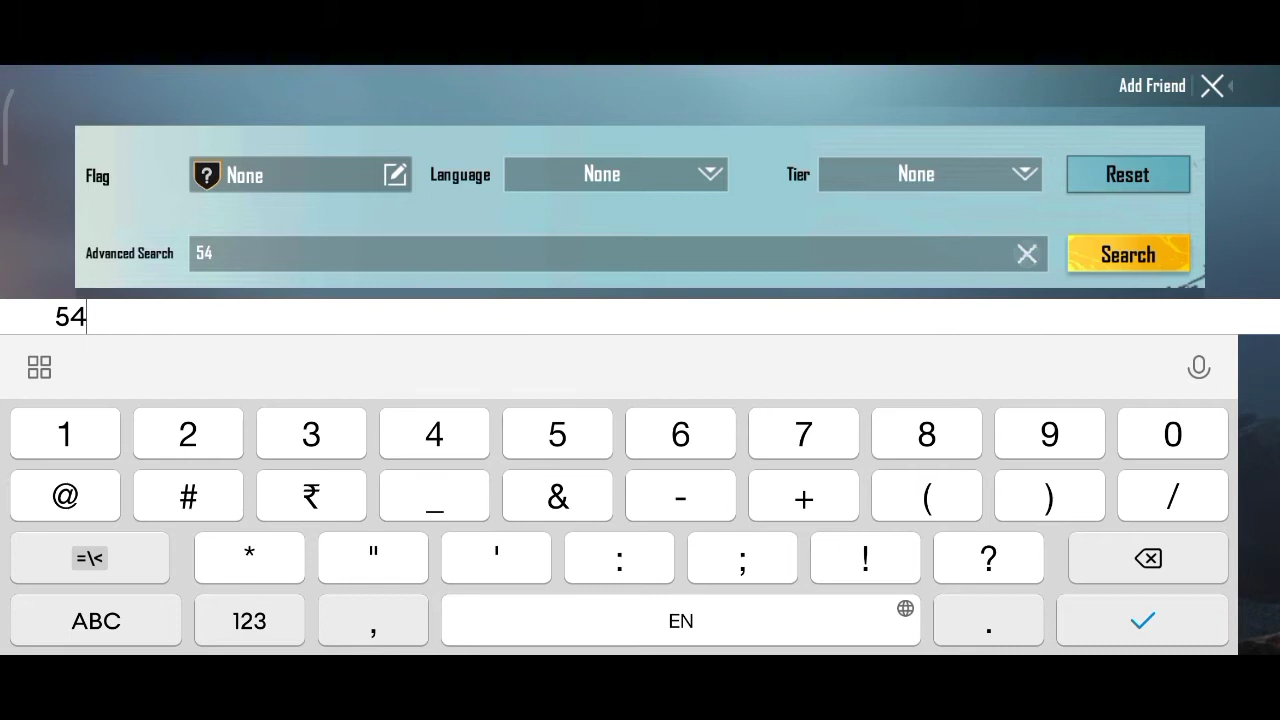 Add Friend
Flag ? None Language None Tier None Reset
Advanced Search 54 Search
54
1 2 3 4 5 6 7 8 9 0
@ # ₹ _ & - + ( ) /
=\< * " ' : ; ! ?
ABC 123 , EN .